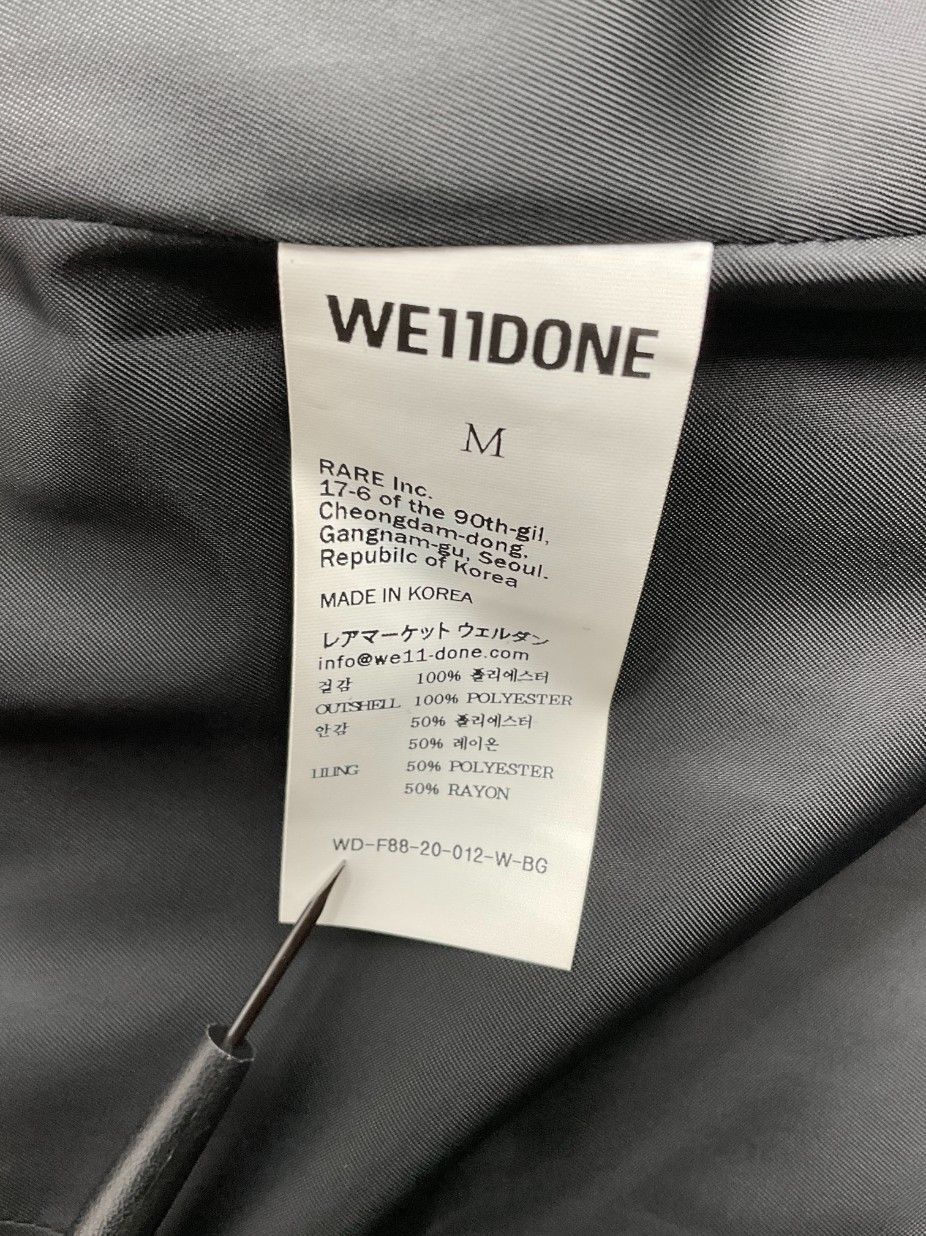 WE11DONE
M
RARE Inc.
17-6 of the 90th-gil,
Cheongdam-dong.
Gangnam-gu, Seoul.
Repubilc of Korea
MADE IN KOREA
レアマーケット ウェルダン
info@we11-done.com
겉감 100% 폴리에스터
OUTSHELL 100% POLYESTER
안감 50% 폴리에스터
50% 레이온
LILING 50% POLYESTER
50% RAYON
WD-F88-20-012-W-BG